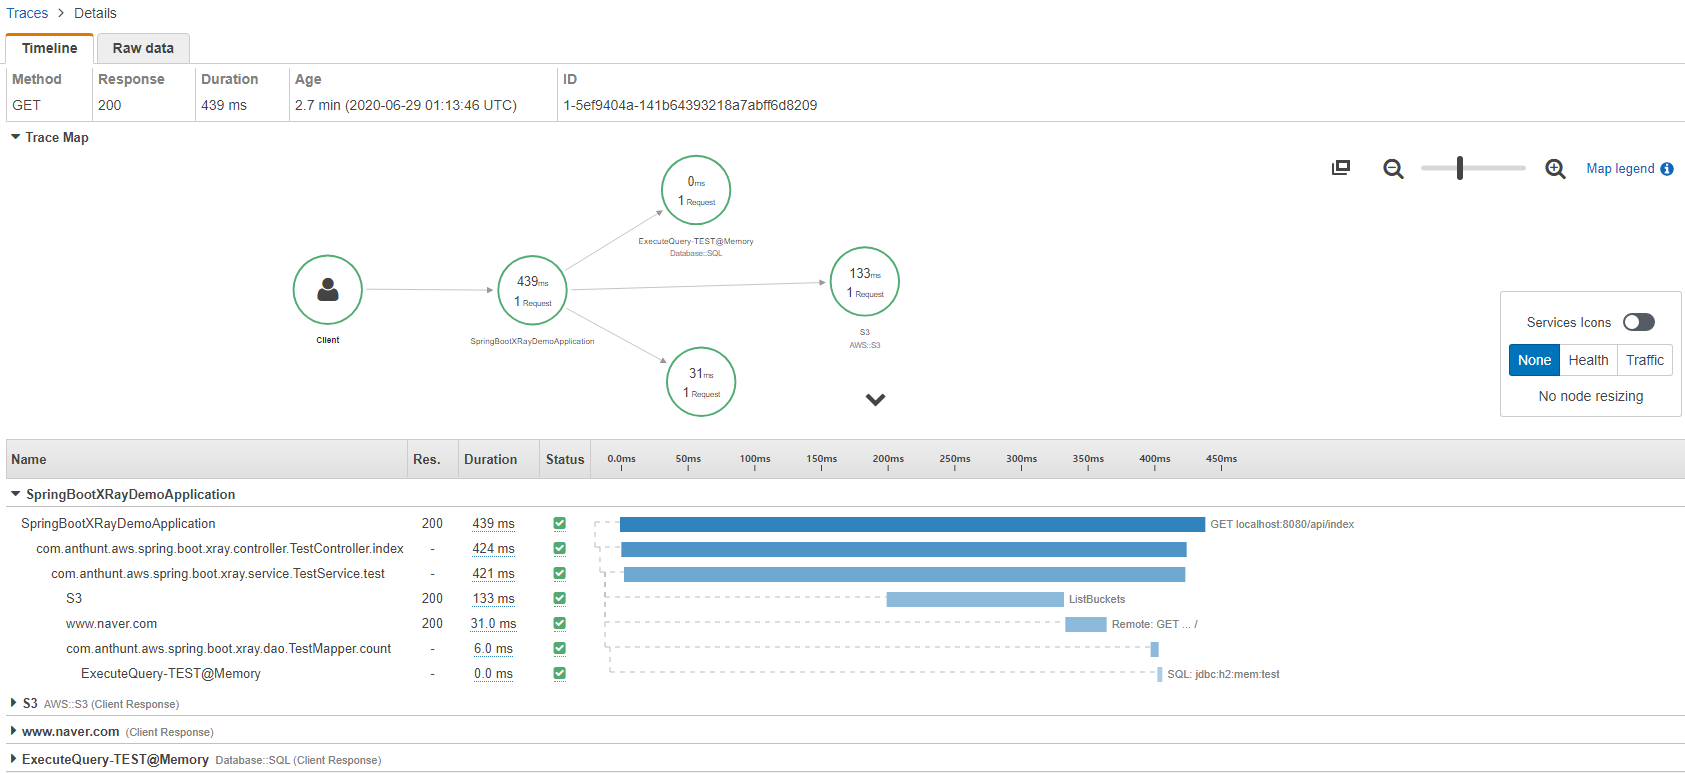 Traces > Details
Timeline Raw data
Method Response Duration Age ID
GET 200 439 ms 2.7 min (2020-06-29 01:13:46 UTC) 1-5ef9404a-141b64393218a7abff6d8209
Trace Map
Map legend
0ms
1 Request
ExecuteQuery-TEST@Memory
Database::SQL
439ms
1 Request
SpringBootXRayDemoApplication
Client
133ms
1 Request
S3
AWS::S3
31ms
1 Request
Services Icons
None Health Traffic
No node resizing
Name Res. Duration Status 0.0ms 50ms 100ms 150ms 200ms 250ms 300ms 350ms 400ms 450ms
SpringBootXRayDemoApplication
SpringBootXRayDemoApplication 200 439 ms GET localhost:8080/api/index
com.anthunt.aws.spring.boot.xray.controller.TestController.index - 424 ms
com.anthunt.aws.spring.boot.xray.service.TestService.test - 421 ms
S3 200 133 ms ListBuckets
www.naver.com 200 31.0 ms Remote: GET ... /
com.anthunt.aws.spring.boot.xray.dao.TestMapper.count - 6.0 ms
ExecuteQuery-TEST@Memory - 0.0 ms SQL: jdbc:h2:mem:test
S3 AWS::S3 (Client Response)
www.naver.com (Client Response)
ExecuteQuery-TEST@Memory Database::SQL (Client Response)